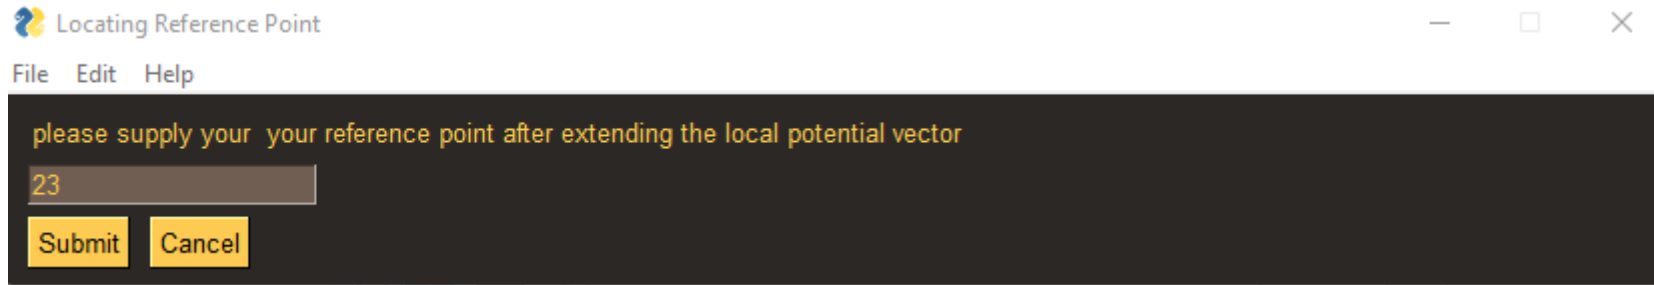 Locating Reference Point
File Edit Help
please supply your  your reference point after extending the local potential vector
23
Submit Cancel